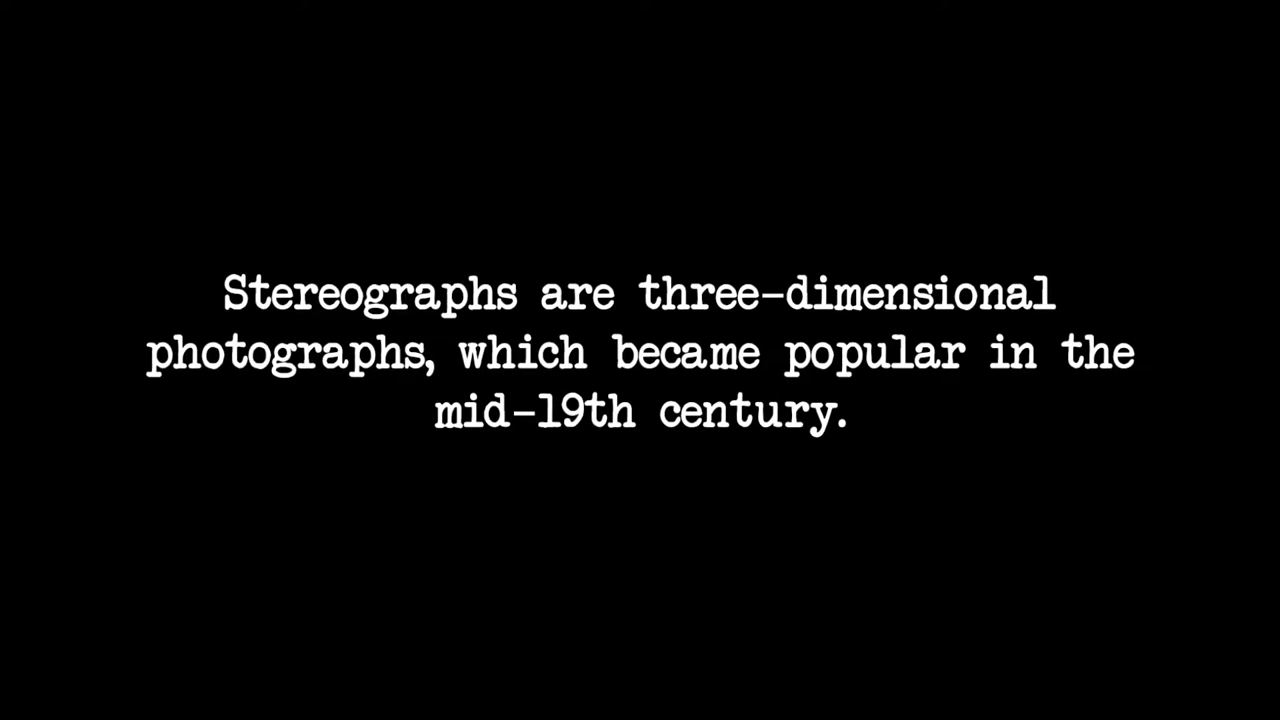 Stereographs are three-dimensional
photographs, which became popular in the
mid-19th century.